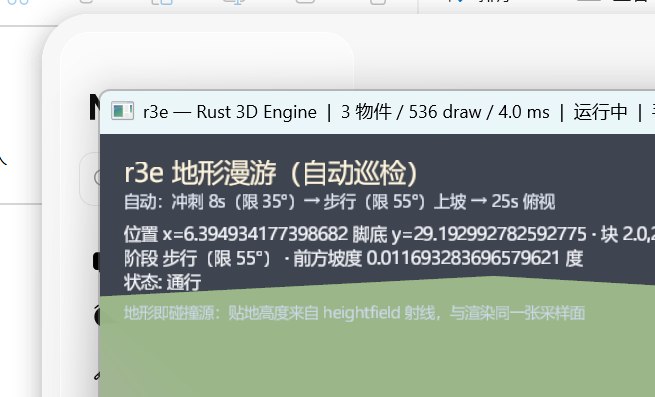 r3e — Rust 3D Engine | 3 物件 / 536 draw / 4.0 ms | 运行中 |
r3e 地形漫游（自动巡检）
自动：冲刺 8s（限 35°）→ 步行（限 55°）上坡 → 25s 俯视
位置 x=6.394934177398682 脚底 y=29.192992782592775 · 块 2.0,2
阶段 步行（限 55°） · 前方坡度 0.011693283696579621 度
状态: 通行
地形即碰撞源：贴地高度来自 heightfield 射线，与渲染同一张采样面